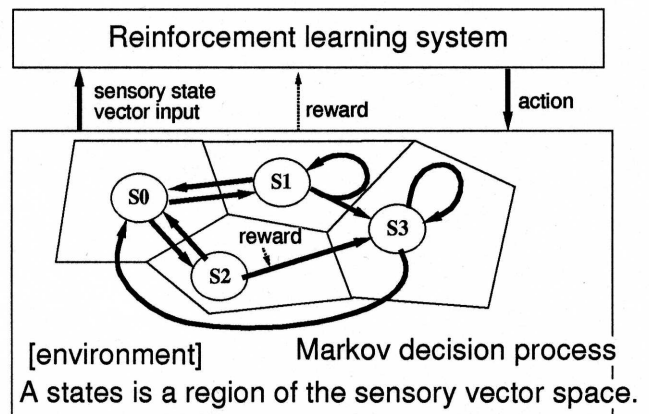 Reinforcement learning system
sensory state
vector input
reward
action
S0
S1
S2
S3
reward
[environment]
Markov decision process
A states is a region of the sensory vector space.